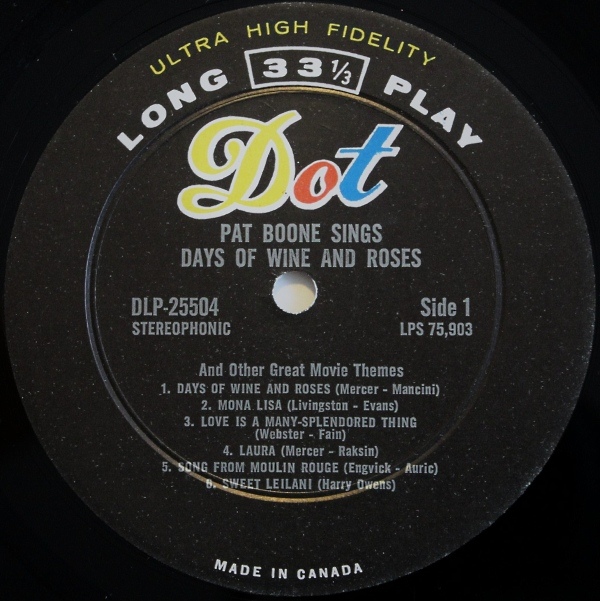 ULTRA HIGH FIDELITY
LONG 33 1/3 PLAY
Dot
PAT BOONE SINGS
DAYS OF WINE AND ROSES
DLP-25504 Side 1
STEREOPHONIC LPS 75,903
And Other Great Movie Themes
1. DAYS OF WINE AND ROSES (Mercer - Mancini)
2. MONA LISA (Livingston - Evans)
3. LOVE IS A MANY-SPLENDORED THING
(Webster - Fain)
4. LAURA (Mercer - Raksin)
5. SONG FROM MOULIN ROUGE (Engvick - Auric)
6. SWEET LEILANI (Harry Owens)
MADE IN CANADA